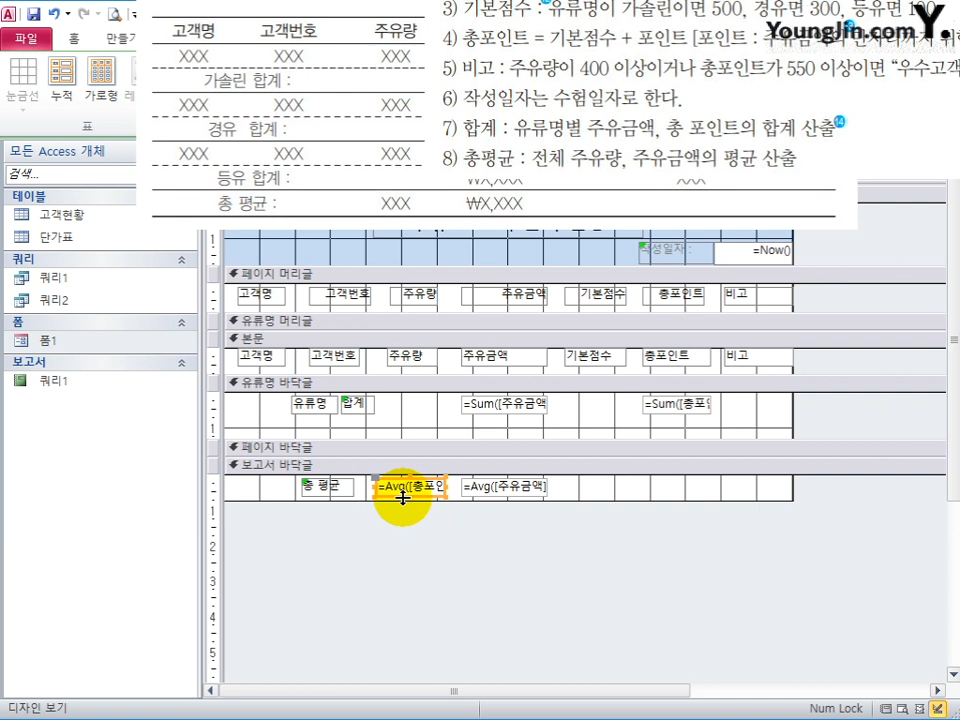 3) 기본점수 : 유류명이 가솔린이면 500, 경유면 300, 등유면 100
Younglin.com Y.
파일 홈 만들기
고객명 고객번호 주유량
4) 총포인트 = 기본점수 + 포인트 [포인트 :
XXX XXX XXX
눈금선 누적 가로형
가솔린 합계 :
5) 비고 : 주유량이 400 이상이거나 총포인트가 550 이상이면 "우수고객
XXX XXX XXX
6) 작성일자는 수험일자로 한다.
표
경유 합계 :
7) 합계 : 유류명별 주유금액, 총 포인트의 합계 산출
14
모든 Access 개체
XXX XXX XXX
8) 총평균 : 전체 주유량, 주유금액의 평균 산출
검색...
등유 합계 : ₩X,XXX XXX
테이블
총 평균 : XXX ₩X,XXX
고객현황
단가표
작성일자 : =Now()
쿼리
페이지 머리글
쿼리1
고객명 고객번호 주유량 주유금액 기본점수 총포인트 비고
쿼리2
유류명 머리글
폼
본문
폼1
고객명 고객번호 주유량 주유금액 기본점수 총포인트 비고
보고서
쿼리1
유류명 바닥글
유류명 합계 =Sum([주유금액 =Sum([총포인
페이지 바닥글
보고서 바닥글
총 평균 =Avg([총포인 =Avg([주유금액]
1
2
3
4
5
디자인 보기 Num Lock